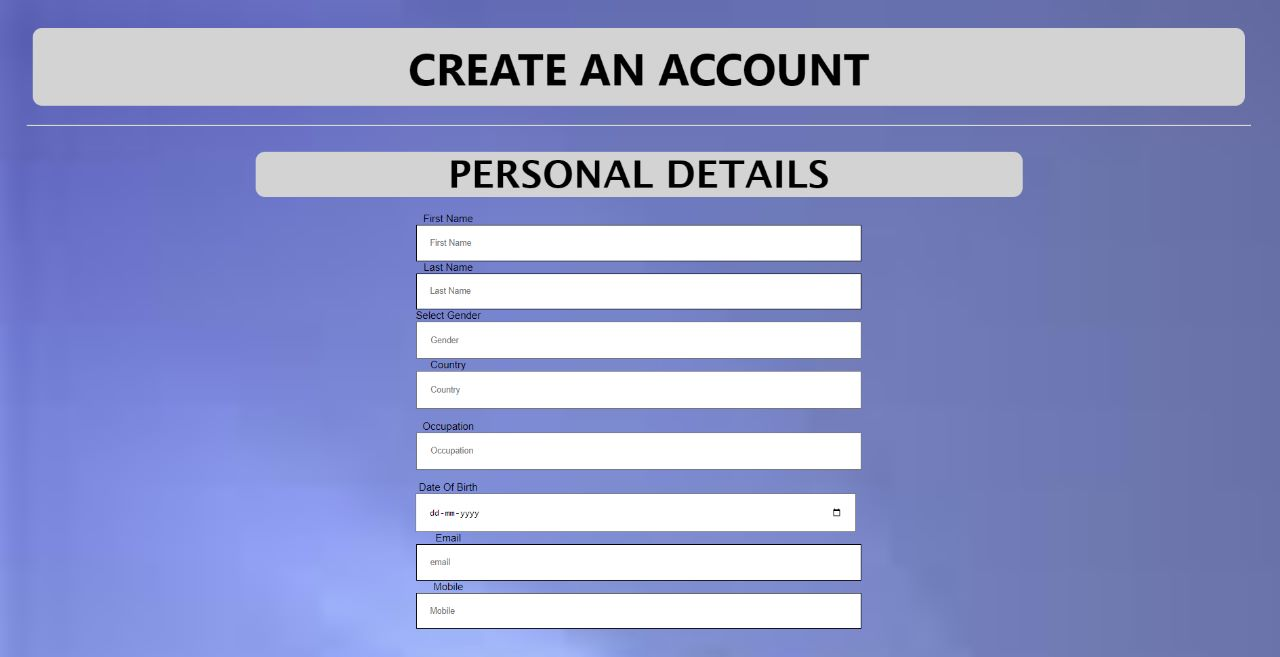 CREATE AN ACCOUNT
PERSONAL DETAILS
First Name
First Name
Last Name
Last Name
Select Gender
Gender
Country
Country
Occupation
Occupation
Date Of Birth
dd-mm-yyyy
Email
email
Mobile
Mobile